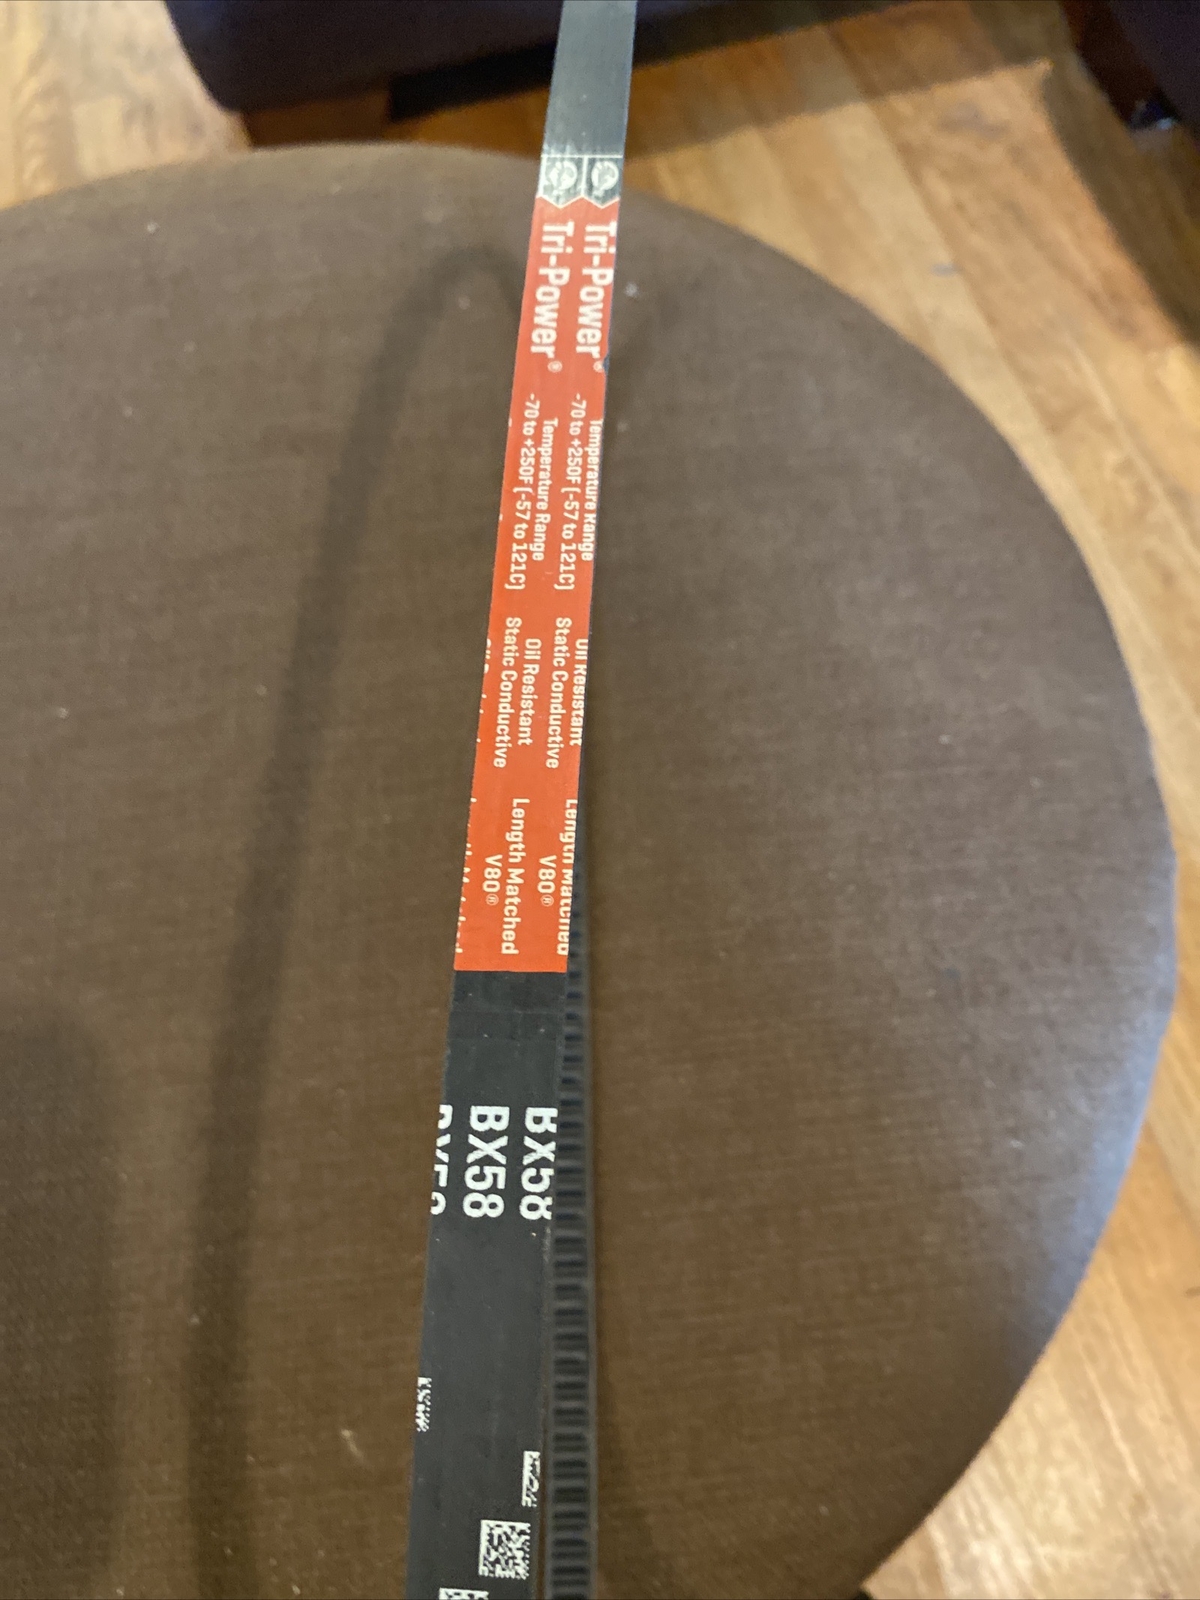 Tri-Power®
Tri-Power®
Temperature Range
-70 to +250F (-57 to 121C)
Temperature Range
-70 to +250F (-57 to 121C)
Oil Resistant
Static Conductive
Oil Resistant
Static Conductive
Length Matched
V80®
Length Matched
V80®
BX58
BX58
BX58